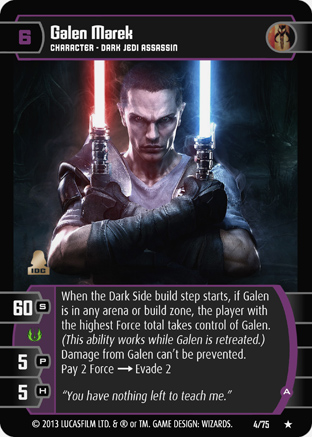 6
Galen Marek
CHARACTER - DARK JEDI ASSASSIN
IDC
60 S
When the Dark Side build step starts, if Galen
is in any arena or build zone, the player with
the highest Force total takes control of Galen.
(This ability works while Galen is retreated.)
5 P
Damage from Galen can't be prevented.
Pay 2 Force → Evade 2
5 H
"You have nothing left to teach me."
A
© 2013 LUCASFILM LTD. & ® or TM. GAME DESIGN: WIZARDS.
4/75